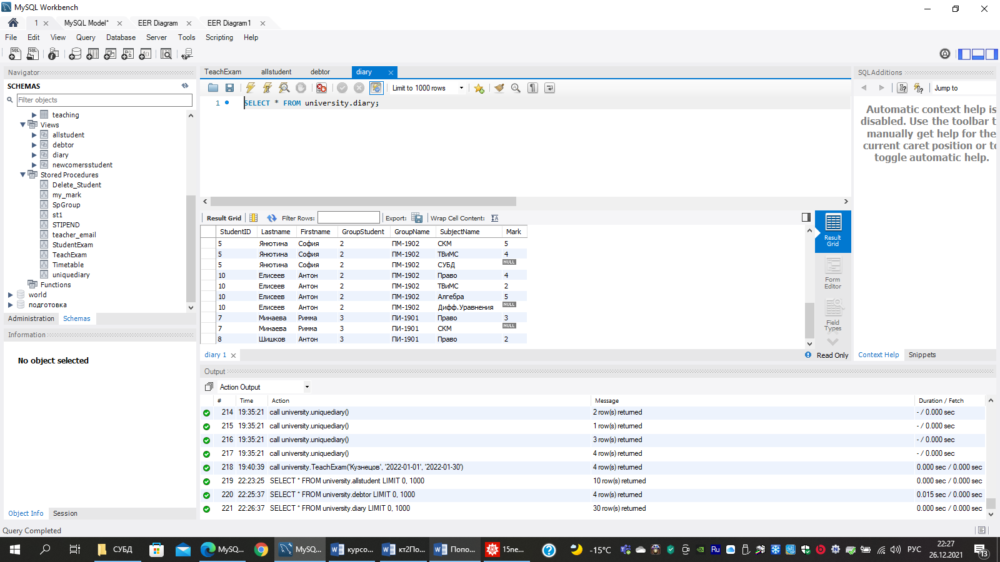 MySQL Workbench
1
MySQL Model*
EER Diagram
EER Diagram1
File Edit View Query Database Server Tools Scripting Help
Navigator
SCHEMAS
Filter objects
teaching
Views
allstudent
debtor
diary
newcomersstudent
Stored Procedures
Delete_Student
my_mark
SpGroup
st1
STIPEND
teacher_email
StudentExam
TeachExam
Timetable
uniquediary
Functions
world
подготовка
Administration Schemas
Information
No object selected
Object Info Session
TeachExam allstudent debtor diary
Limit to 1000 rows
1 SELECT * FROM university.diary;
Result Grid Filter Rows: Export: Wrap Cell Content:
StudentID Lastname Firstname GroupStudent GroupName SubjectName Mark
5 Янютина София 2 ПМ-1902 СКМ 5
5 Янютина София 2 ПМ-1902 ТВиМС 4
5 Янютина София 2 ПМ-1902 СУБД NULL
10 Елисеев Антон 2 ПМ-1902 Право 4
10 Елисеев Антон 2 ПМ-1902 ТВиМС 2
10 Елисеев Антон 2 ПМ-1902 Алгебра 5
10 Елисеев Антон 2 ПМ-1902 Дифф.Уравнения NULL
7 Минаева Римма 3 ПИ-1901 Право 3
7 Минаева Римма 3 ПИ-1901 СКМ NULL
8 Шишков Антон 3 ПИ-1901 Право 2
Result
Grid
Form
Editor
Field
Types
diary 1
Read Only
SQLAdditions
Jump to
Automatic context help is
disabled. Use the toolbar t
manually get help for the
current caret position or to
toggle automatic help.
Context Help Snippets
Output
Action Output
# Time Action Message Duration / Fetch
214 19:35:21 call university.uniquediary() 2 row(s) returned - / 0.000 sec
215 19:35:21 call university.uniquediary() 1 row(s) returned - / 0.000 sec
216 19:35:21 call university.uniquediary() 3 row(s) returned - / 0.000 sec
217 19:35:21 call university.uniquediary() 4 row(s) returned - / 0.000 sec
218 19:40:39 call university.TeachExam('Кузнецов', '2022-01-01', '2022-01-30') 4 row(s) returned 0.000 sec / 0.000 sec
219 22:23:25 SELECT * FROM university.allstudent LIMIT 0, 1000 10 row(s) returned 0.000 sec / 0.000 sec
220 22:25:37 SELECT * FROM university.debtor LIMIT 0, 1000 4 row(s) returned 0.015 sec / 0.000 sec
221 22:26:37 SELECT * FROM university.diary LIMIT 0, 1000 30 row(s) returned 0.000 sec / 0.000 sec
Query Completed
СУБД
MySQ...
MySQ...
курсо...
кт2По...
Попо...
15ne...
-15°C
Ru
РУС
22:27
26.12.2021
13